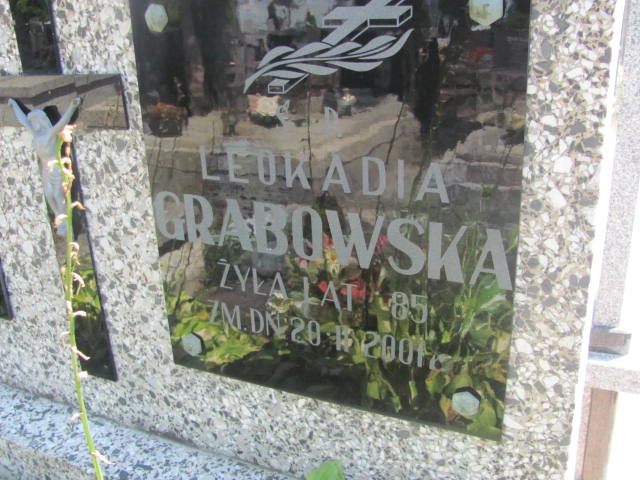 Ś. P.
LEOKADIA
GRABOWSKA
ŻYŁA LAT 85
ZM. DN. 20 II 2001 r.